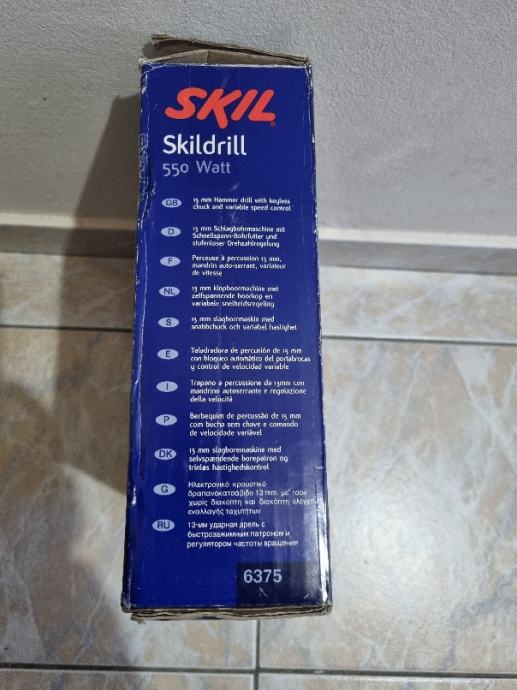 SKIL
Skildrill
550 Watt
GB
13 mm Hammer drill with keyless
chuck and variable speed control
D
13 mm Schlagbohrmaschine mit
Schnellspann-Bohrfutter und
stufenloser Drehzahlregelung
F
Perceuse à percussion 13 mm,
mandrin auto-serrant, variateur
de vitesse
NL
13 mm klopboormachine met
zelfspannende boorkop en
variabele snelheidsregeling
S
13 mm slagborrmaskin med
snabbchuck och variabel hastighet
E
Taladradora de percusión de 13 mm
con bloqueo automático del portabrocas
y control de velocidad variable
I
Trapano a percussione da 13mm con
mandrino autoserrante e regolazione
della velocità
P
Berbequim de percussão de 13 mm
com bucha sem chave e comando
de velocidade variável
DK
13 mm slagboremaskine med
selvspændende borepatron og
trinløs hastighedskontrol
G
Ηλεκτρονικό κρουστικό
δραπανοκατσάβιδο 13 mm. με τσοκ
χωρίς διακόπτη και διακόπτη ελέγχου
εναλλαγής ταχυτήτων
RU
13-мм ударная дрель с
быстрозажимным патроном и
регулятором частоты вращения
6375